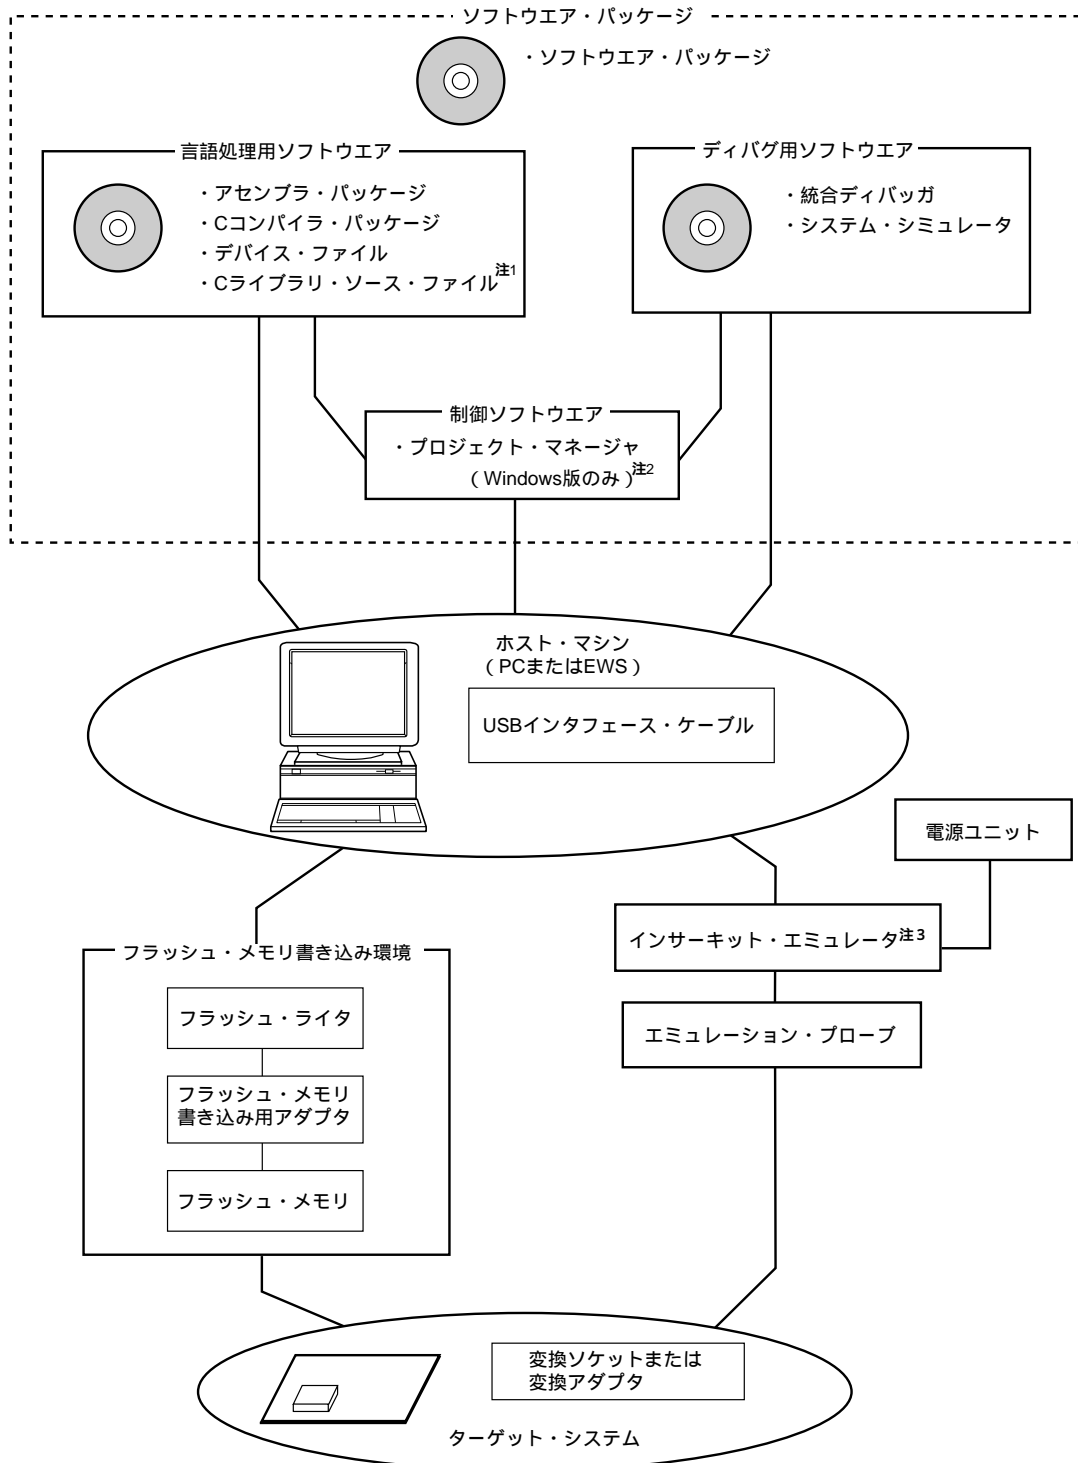 ソフトウエア・パッケージ
・ソフトウエア・パッケージ
言語処理用ソフトウエア
・アセンブラ・パッケージ
・Cコンパイラ・パッケージ
・デバイス・ファイル
・Cライブラリ・ソース・ファイル注1
ディバグ用ソフトウエア
・統合ディバッガ
・システム・シミュレータ
制御ソフトウエア
・プロジェクト・マネージャ
(Windows版のみ)注2
ホスト・マシン
(PCまたはEWS)
USBインタフェース・ケーブル
電源ユニット
インサーキット・エミュレータ注3
エミュレーション・プローブ
フラッシュ・メモリ書き込み環境
フラッシュ・ライタ
フラッシュ・メモリ
書き込み用アダプタ
フラッシュ・メモリ
変換ソケットまたは
変換アダプタ
ターゲット・システム